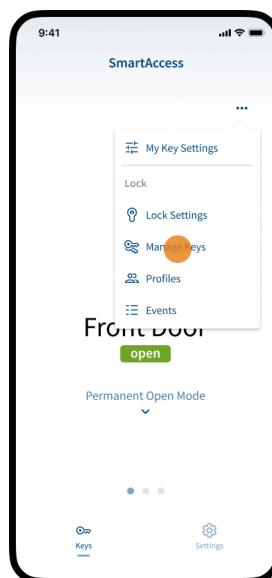 9:41
SmartAccess
My Key Settings
Lock
Lock Settings
Manage Keys
Profiles
Events
Front Door
open
Permanent Open Mode
Keys
Settings